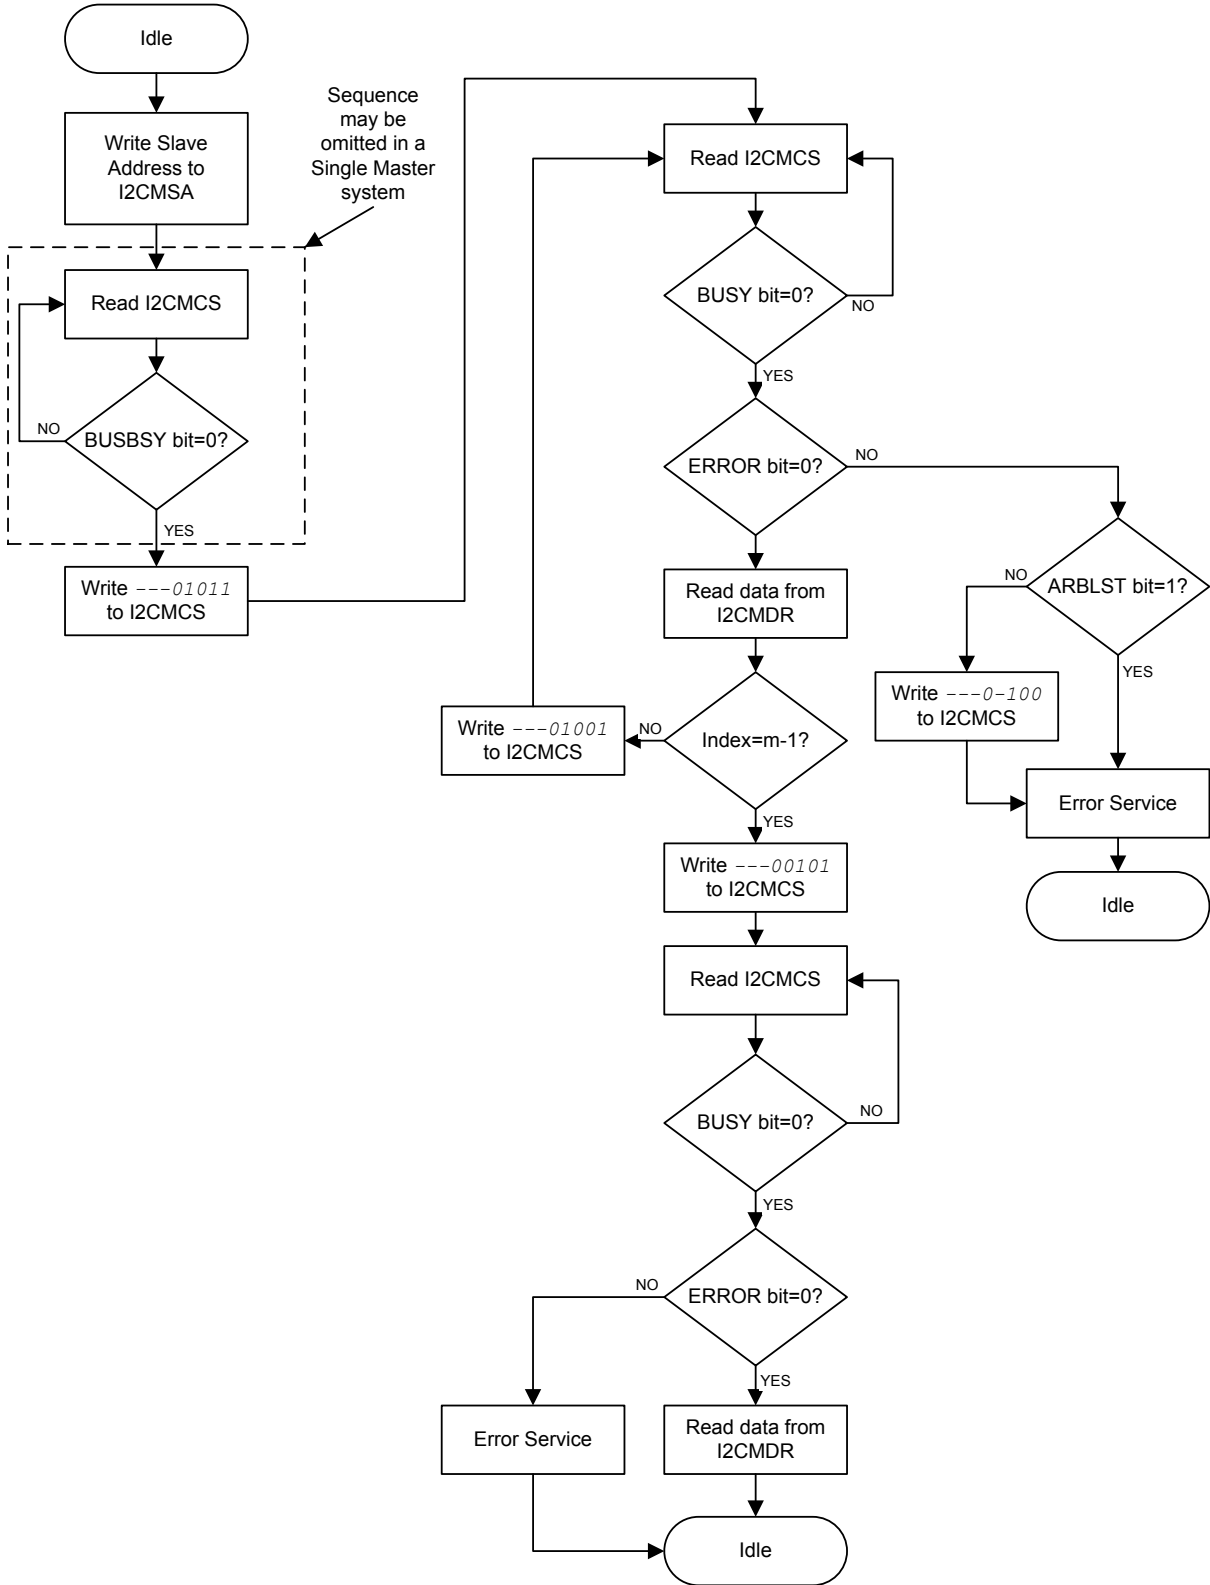 Idle
Write Slave
Address to
I2CMSA
Sequence
may be
omitted in a
Single Master
system
Read I2CMCS
BUSBSY bit=0?
NO
YES
Write ---01011
to I2CMCS
Read I2CMCS
BUSY bit=0?
NO
YES
ERROR bit=0?
NO
Read data from
I2CMDR
ARBLST bit=1?
NO
YES
Write ---0-100
to I2CMCS
Error Service
Idle
Index=m-1?
NO
Write ---01001
to I2CMCS
YES
Write ---00101
to I2CMCS
Read I2CMCS
BUSY bit=0?
NO
YES
ERROR bit=0?
NO
YES
Error Service
Read data from
I2CMDR
Idle